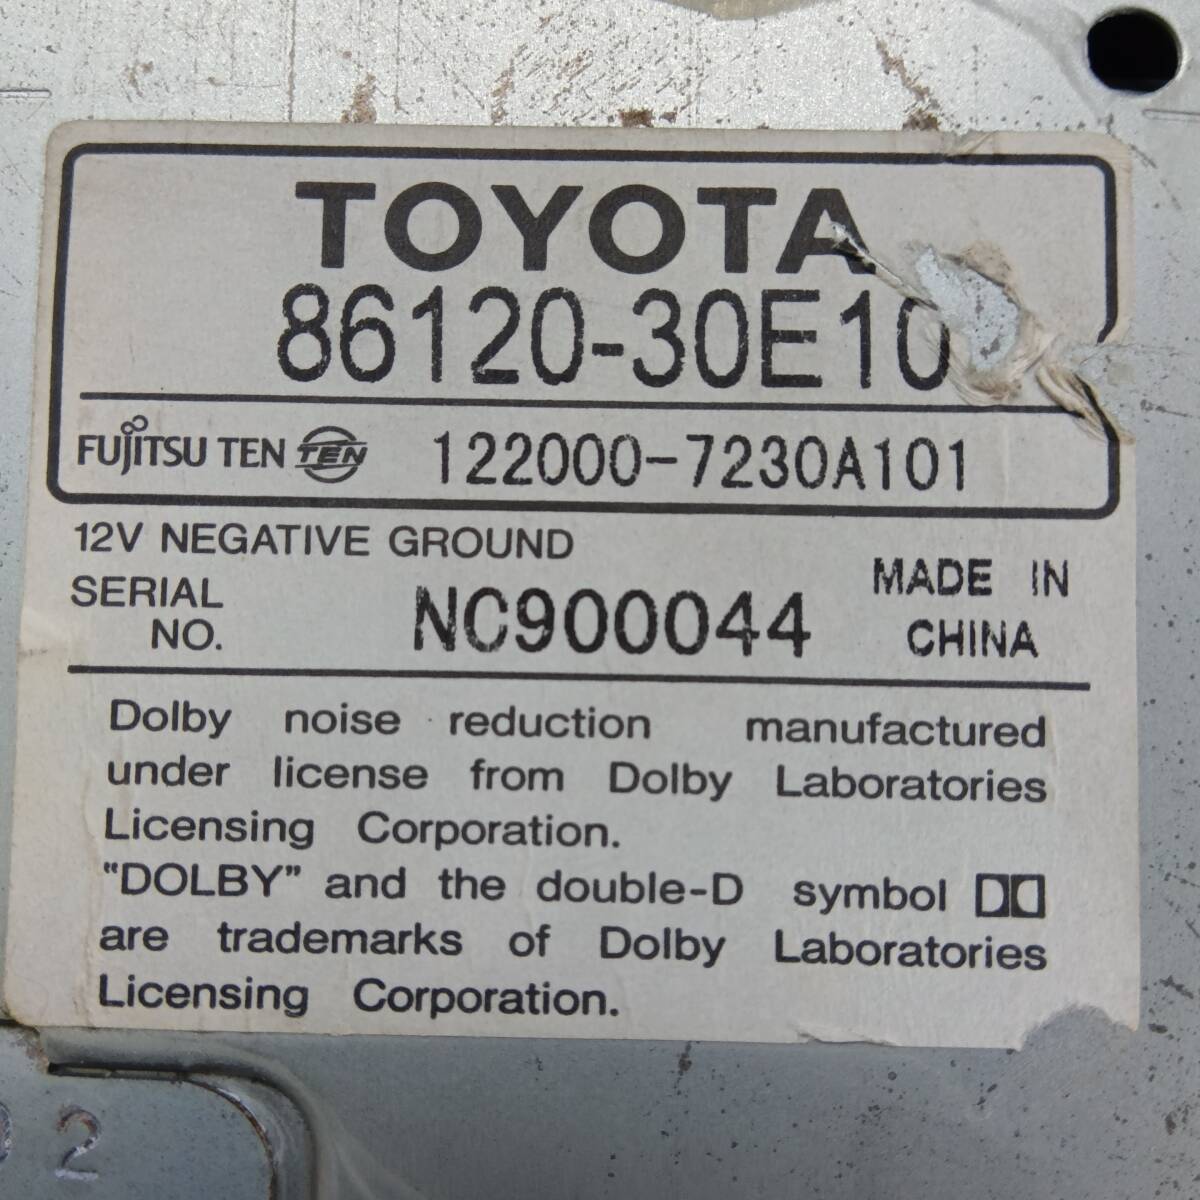 TOYOTA
86120-30E10
FUJITSU TEN TEN 122000-7230A101
12V NEGATIVE GROUND
SERIAL NO. NC900044 MADE IN CHINA
Dolby noise reduction manufactured
under license from Dolby Laboratories
Licensing Corporation.
"DOLBY" and the double-D symbol
are trademarks of Dolby Laboratories
Licensing Corporation.
2